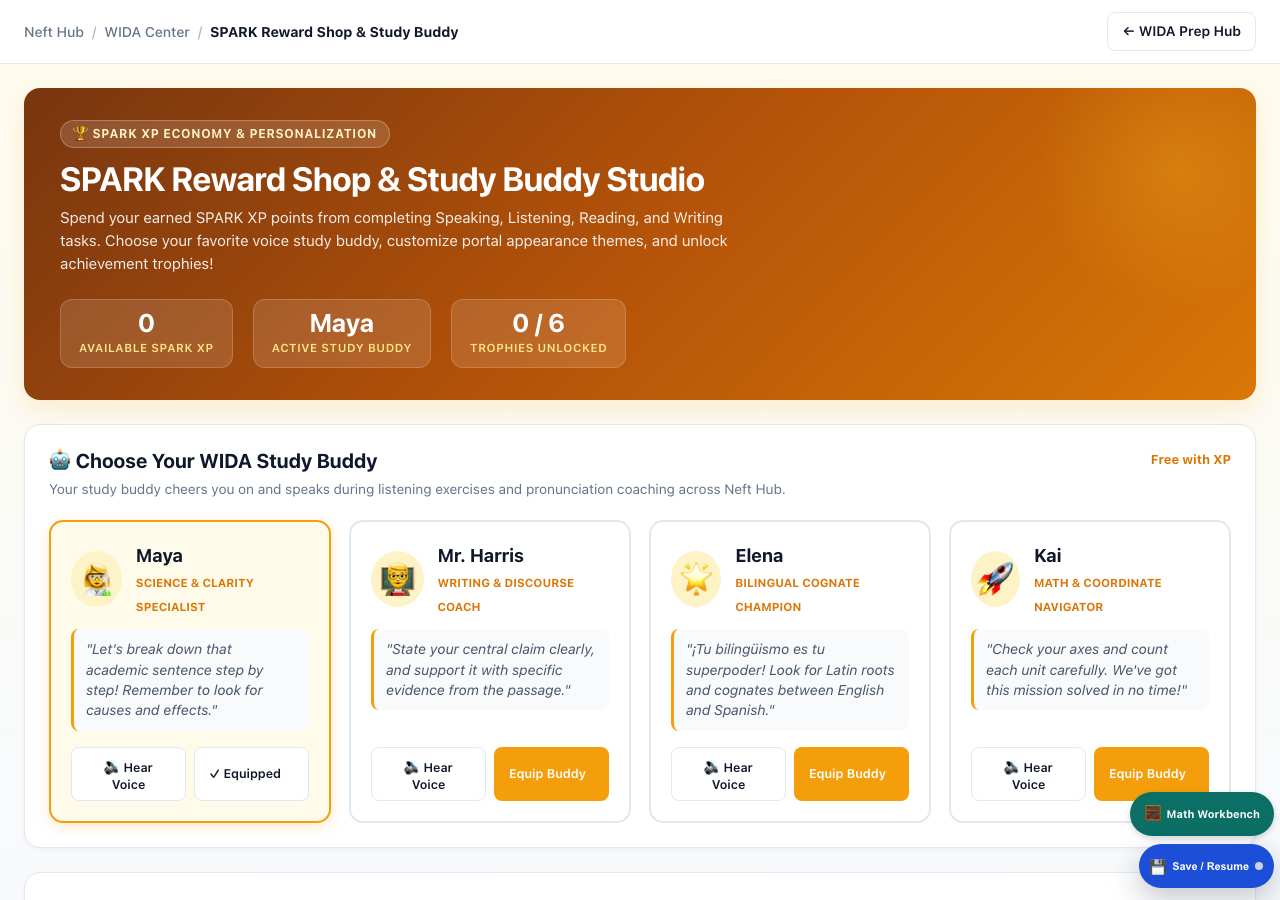 Neft Hub / WIDA Center / SPARK Reward Shop & Study Buddy
← WIDA Prep Hub
🏆 SPARK XP ECONOMY & PERSONALIZATION
SPARK Reward Shop & Study Buddy Studio
Spend your earned SPARK XP points from completing Speaking, Listening, Reading, and Writing
tasks. Choose your favorite voice study buddy, customize portal appearance themes, and unlock
achievement trophies!
0
AVAILABLE SPARK XP
Maya
ACTIVE STUDY BUDDY
0 / 6
TROPHIES UNLOCKED
🤖 Choose Your WIDA Study Buddy
Free with XP
Your study buddy cheers you on and speaks during listening exercises and pronunciation coaching across Neft Hub.
Maya
SCIENCE & CLARITY
SPECIALIST
"Let's break down that
academic sentence step by
step! Remember to look for
causes and effects."
🔈 Hear
Voice
✓ Equipped
Mr. Harris
WRITING & DISCOURSE
COACH
"State your central claim clearly,
and support it with specific
evidence from the passage."
🔈 Hear
Voice
Equip Buddy
Elena
BILINGUAL COGNATE
CHAMPION
"¡Tu bilingüismo es tu
superpoder! Look for Latin roots
and cognates between English
and Spanish."
🔈 Hear
Voice
Equip Buddy
Kai
MATH & COORDINATE
NAVIGATOR
"Check your axes and count
each unit carefully. We've got
this mission solved in no time!"
🔈 Hear
Voice
Equip Buddy
🧮 Math Workbench
💾 Save / Resume